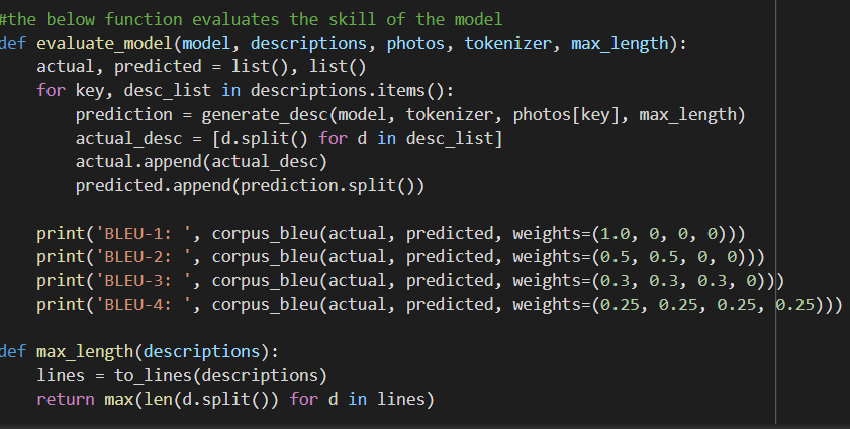 #the below function evaluates the skill of the model
def evaluate_model(model, descriptions, photos, tokenizer, max_length):
    actual, predicted = list(), list()
    for key, desc_list in descriptions.items():
        prediction = generate_desc(model, tokenizer, photos[key], max_length)
        actual_desc = [d.split() for d in desc_list]
        actual.append(actual_desc)
        predicted.append(prediction.split())

    print('BLEU-1: ', corpus_bleu(actual, predicted, weights=(1.0, 0, 0, 0)))
    print('BLEU-2: ', corpus_bleu(actual, predicted, weights=(0.5, 0.5, 0, 0)))
    print('BLEU-3: ', corpus_bleu(actual, predicted, weights=(0.3, 0.3, 0.3, 0)))
    print('BLEU-4: ', corpus_bleu(actual, predicted, weights=(0.25, 0.25, 0.25, 0.25)))

def max_length(descriptions):
    lines = to_lines(descriptions)
    return max(len(d.split()) for d in lines)